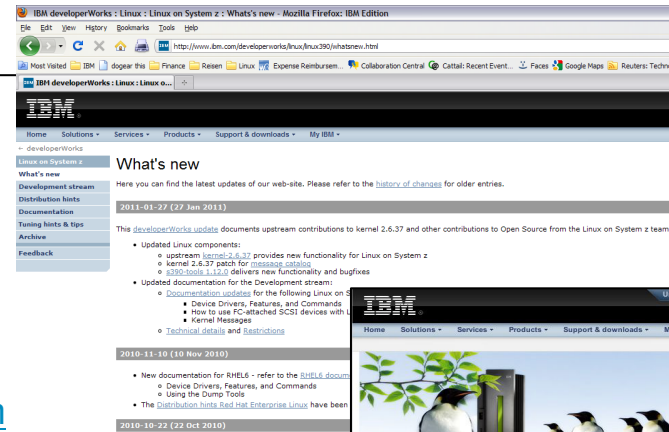 IBM developerWorks : Linux : Linux on System z : Whats's new - Mozilla Firefox: IBM Edition
File Edit View History Bookmarks Tools Help
http://www.ibm.com/developerworks/linux/linux390/whatsnew.html
Most Visited IBM dogear this Finance Reisen Linux Expense Reimbursem... Collaboration Central Cattail: Recent Event... Faces Google Maps Reuters: Techno
IBM developerWorks : Linux : Linux o...
IBM
Home Solutions Services Products Support & downloads My IBM
← developerWorks
Linux on System z
What's new
Development stream
Distribution hints
Documentation
Tuning hints & tips
Archive
Feedback
What's new
Here you can find the latest updates of our web-site. Please refer to the history of changes for older entries.
2011-01-27 (27 Jan 2011)
This developerWorks update documents upstream contributions to kernel 2.6.37 and other contributions to Open Source from the Linux on System z team
• Updated Linux components:
o upstream kernel-2.6.37 provides new functionality for Linux on System z
o kernel 2.6.37 patch for message catalog
o s390-tools 1.12.0 delivers new functionality and bugfixes
• Updated documentation for the Development stream:
o Documentation updates for the following Linux on S
▪ Device Drivers, Features, and Commands
▪ How to use FC-attached SCSI devices with L
▪ Kernel Messages
o Technical details and Restrictions
2010-11-10 (10 Nov 2010)
• New documentation for RHEL6 - refer to the RHEL6 docum
o Device Drivers, Features, and Commands
o Using the Dump Tools
• The Distribution hints Red Hat Enterprise Linux have been
2010-10-22 (22 Oct 2010)
IBM
Home Solutions Services Products Support & downloads M